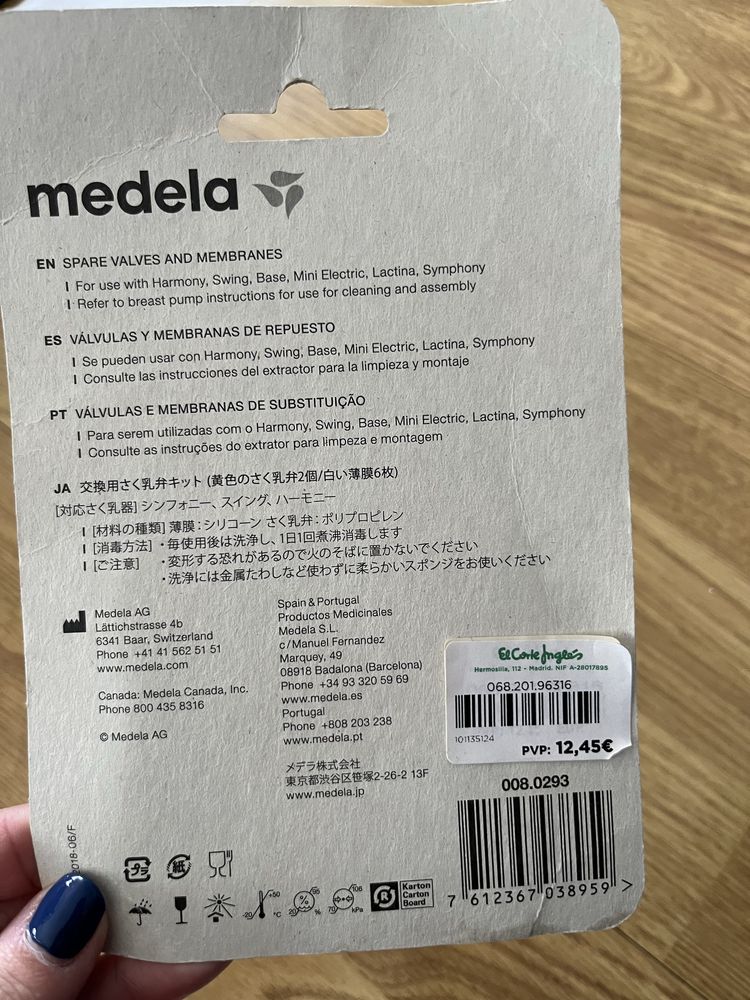 medela
EN SPARE VALVES AND MEMBRANES
I For use with Harmony, Swing, Base, Mini Electric, Lactina, Symphony
I Refer to breast pump instructions for use for cleaning and assembly
ES VÁLVULAS Y MEMBRANAS DE REPUESTO
I Se pueden usar con Harmony, Swing, Base, Mini Electric, Lactina, Symphony
I Consulte las instrucciones del extractor para la limpieza y montaje
PT VÁLVULAS E MEMBRANAS DE SUBSTITUIÇÃO
I Para serem utilizadas com o Harmony, Swing, Base, Mini Electric, Lactina, Symphony
I Consulte as instruções do extrator para limpeza e montagem
JA 交換用さく乳弁キット (黄色のさく乳弁2個/白い薄膜6枚)
[対応さく乳器] シンフォニー、スイング、ハーモニー
I [材料の種類] 薄膜：シリコーン さく乳弁：ポリプロピレン
I [消毒方法] ・毎使用後は洗浄し、1日1回煮沸消毒します
I [ご注意] ・変形する恐れがあるので火のそばに置かないでください
・洗浄には金属たわしなど使わずに柔らかいスポンジをお使いください
Medela AG
Lättichstrasse 4b
6341 Baar, Switzerland
Phone +41 41 562 51 51
www.medela.com
Canada: Medela Canada, Inc.
Phone 800 435 8316
© Medela AG
Spain & Portugal
Productos Medicinales
Medela S.L.
c/Manuel Fernandez
Marquey, 49
08918 Badalona (Barcelona)
Phone +34 93 320 59 69
www.medela.es
Portugal
Phone +808 203 238
www.medela.pt
メデラ株式会社
東京都渋谷区笹塚2-26-2 13F
www.medela.jp
El Corte Inglés
Hermosilla, 112 - Madrid. NIF A-28017895
068.201.96316
101135124
PVP: 12,45€
008.0293
7 612367 038959 >
018-06/F
プラ
紙
-20 +50 °C
20 95 %
70 106 kPa
Karton
Carton
Board